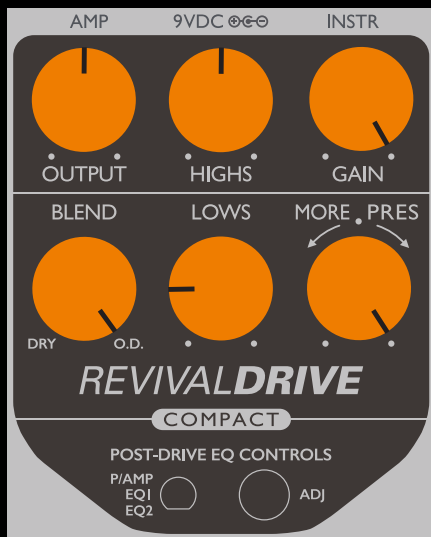 AMP 9VDC INSTR
OUTPUT HIGHS GAIN
BLEND LOWS MORE PRES
DRY O.D.
REVIVALDRIVE
COMPACT
POST-DRIVE EQ CONTROLS
P/AMP
EQ1 ADJ
EQ2